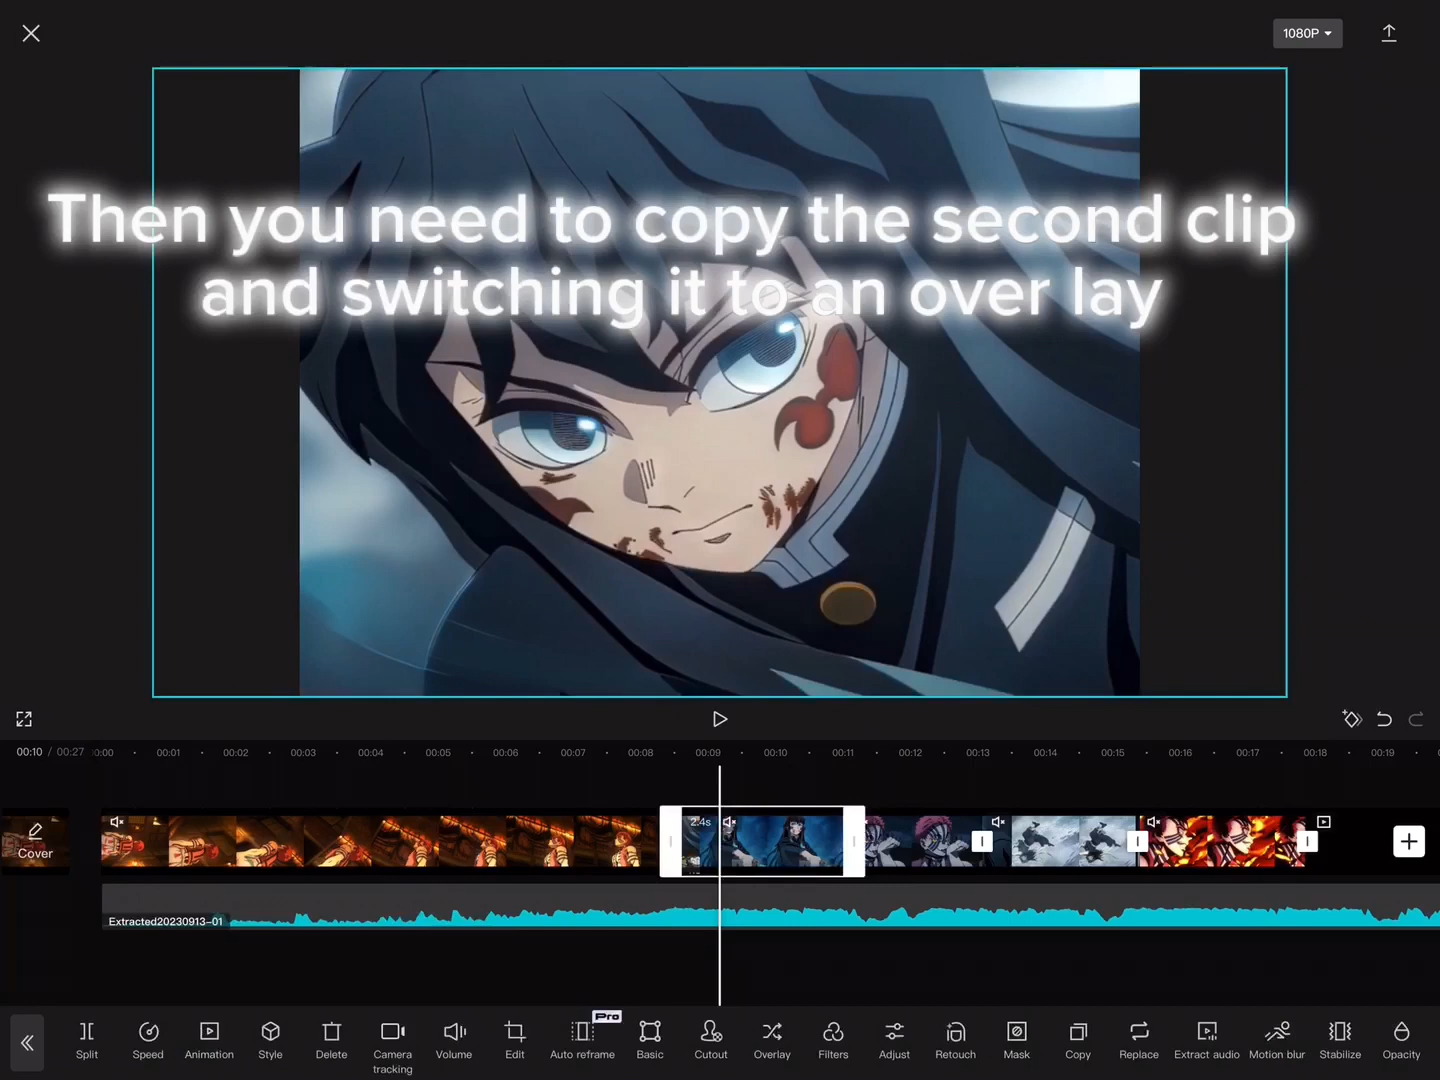 1080P
Then you need to copy the second clip
and switching it to an over lay
00:10 / 00:27
00:00 00:01 00:02 00:03 00:04 00:05 00:06 00:07 00:08 00:09 00:10 00:11 00:12 00:13 00:14 00:15 00:16 00:17 00:18 00:19
2.4s
Cover
Extracted20230913-01
Pro
Split Speed Animation Style Delete Camera tracking Volume Edit Auto reframe Basic Cutout Overlay Filters Adjust Retouch Mask Copy Replace Extract audio Motion blur Stabilize Opacity